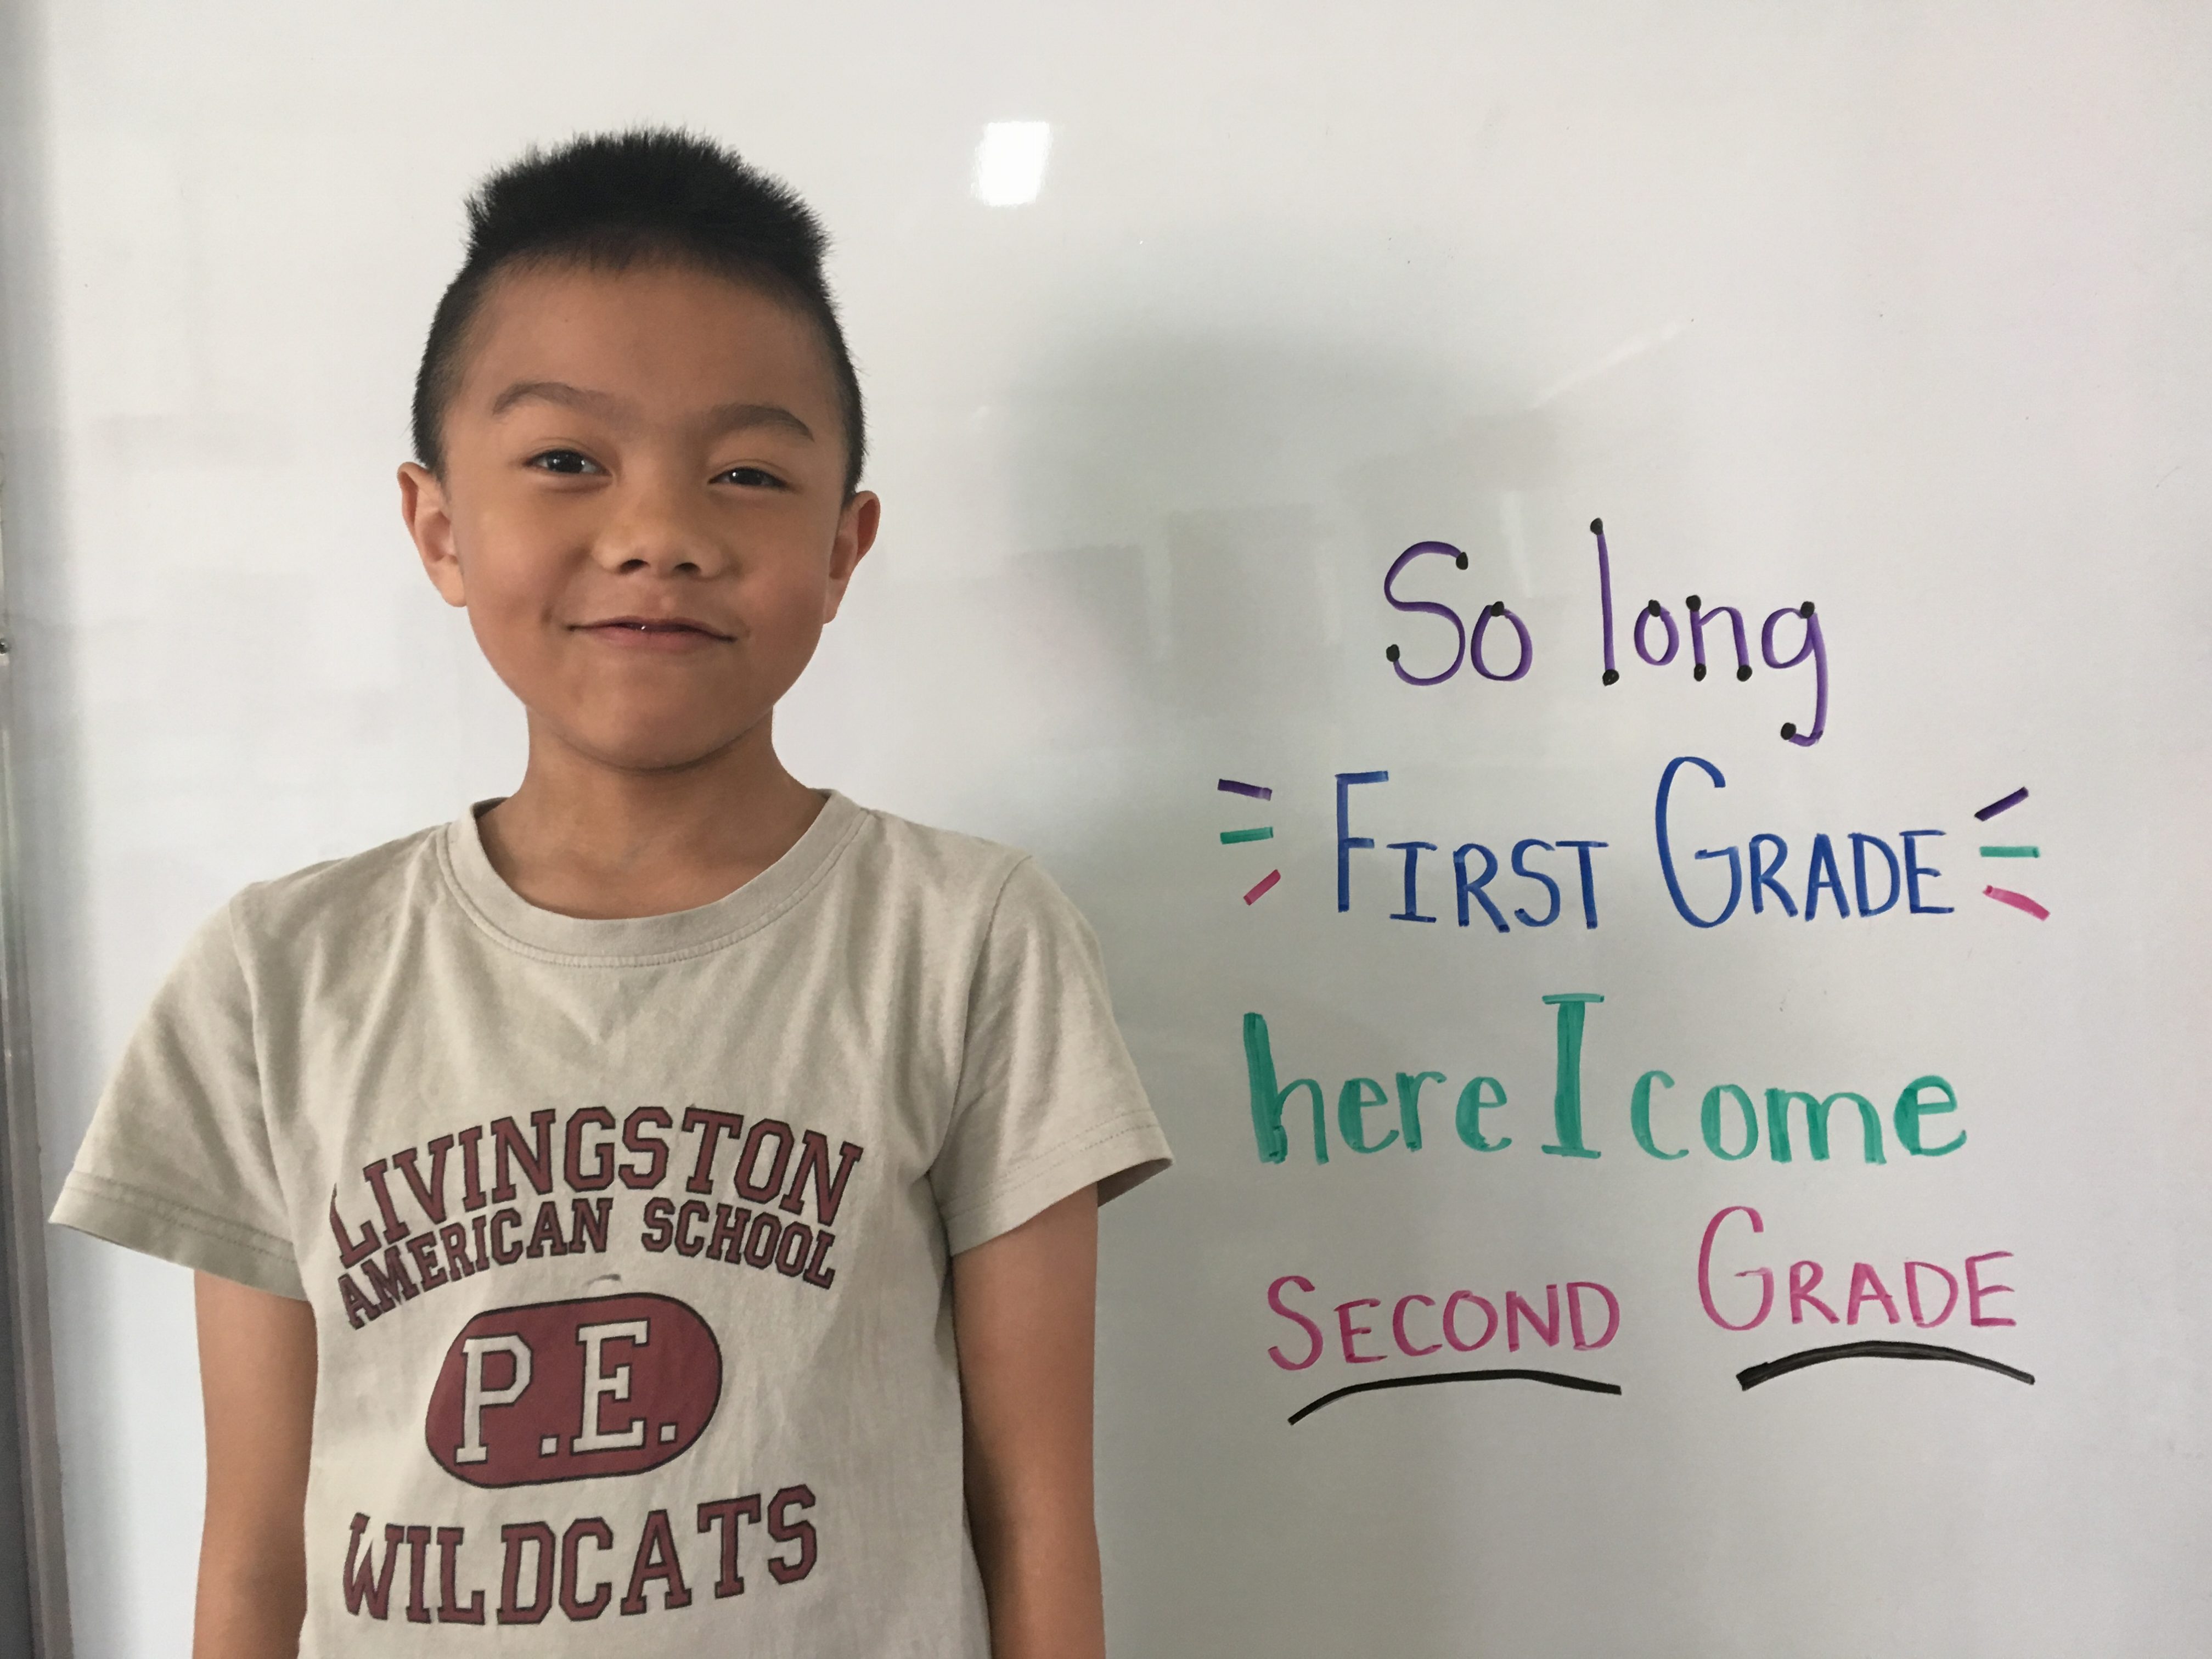 So long
FIRST GRADE
here I come
SECOND GRADE
LIVINGSTON
AMERICAN SCHOOL
P.E.
WILDCATS